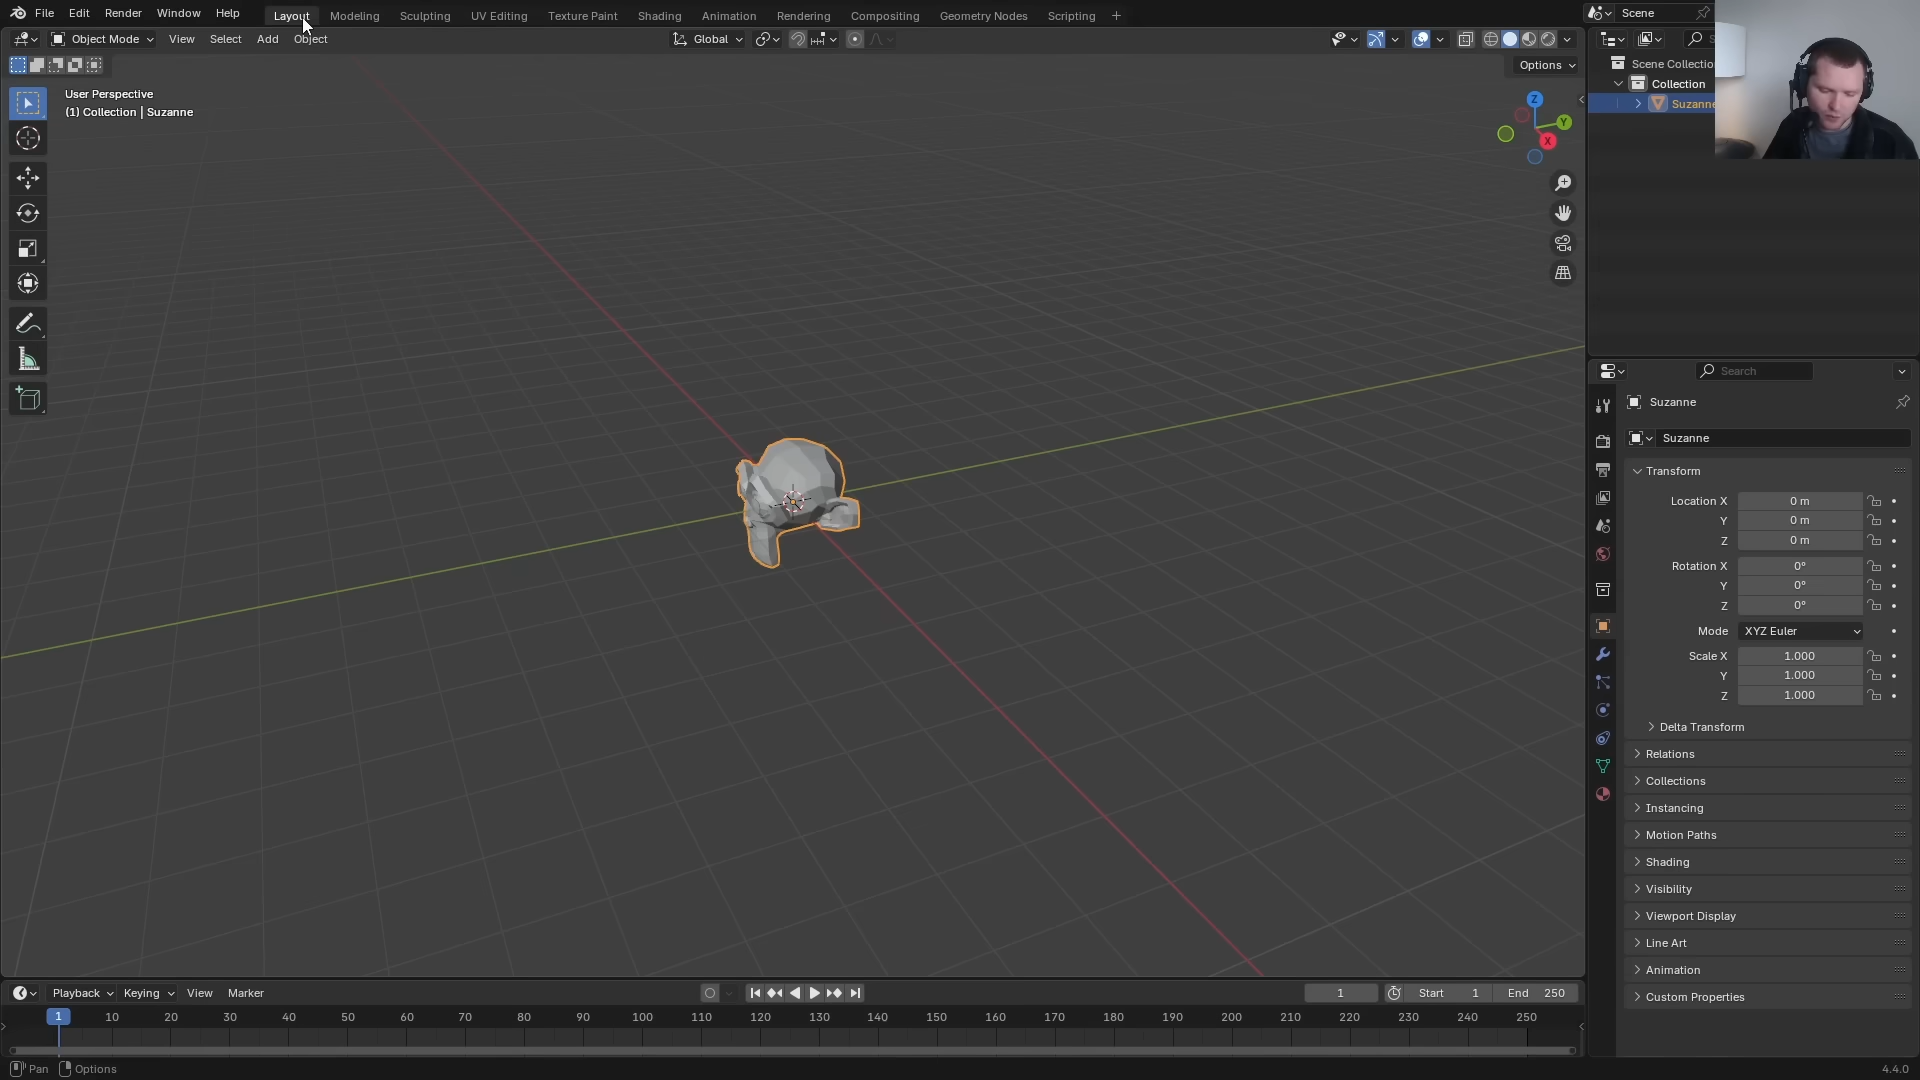 File Edit Render Window Help Layout Modeling Sculpting UV Editing Texture Paint Shading Animation Rendering Compositing Geometry Nodes Scripting + Scene
Object Mode View Select Add Object Global
Options
User Perspective
(1) Collection | Suzanne
Z
Y
X
Scene Collectio
Collection
Suzanne
Search
Suzanne
Suzanne
Transform
Location X 0 m
Y 0 m
Z 0 m
Rotation X 0°
Y 0°
Z 0°
Mode XYZ Euler
Scale X 1.000
Y 1.000
Z 1.000
Delta Transform
Relations
Collections
Instancing
Motion Paths
Shading
Visibility
Viewport Display
Line Art
Animation
Custom Properties
Playback Keying View Marker 1 Start 1 End 250
1 10 20 30 40 50 60 70 80 90 100 110 120 130 140 150 160 170 180 190 200 210 220 230 240 250
Pan Options 4.4.0